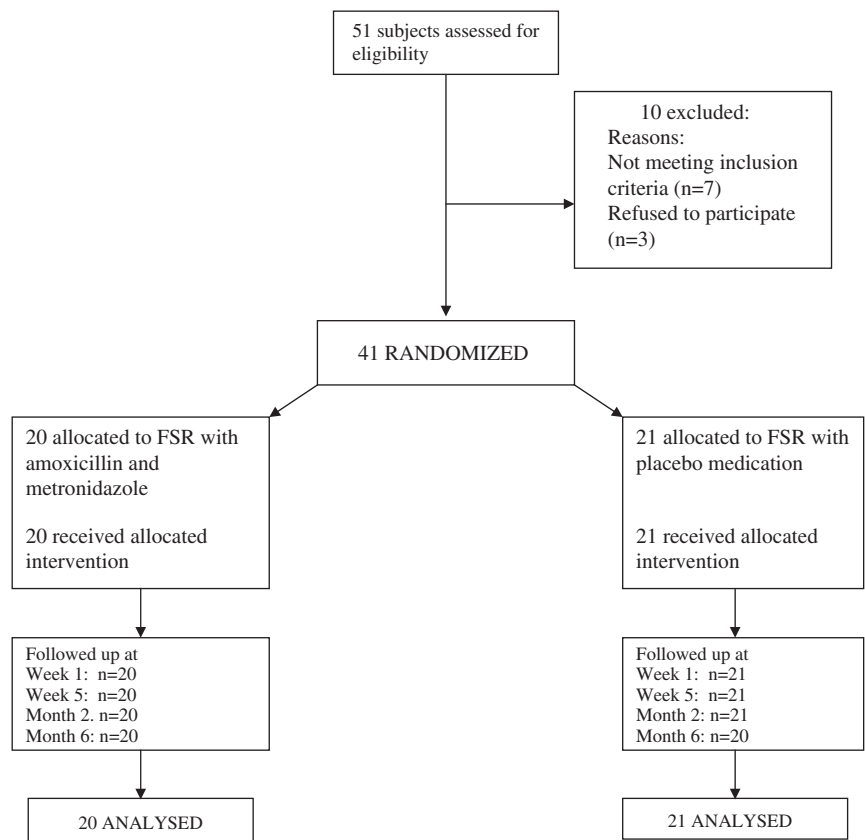 51 subjects assessed for
eligibility
10 excluded:
Reasons:
Not meeting inclusion
criteria (n=7)
Refused to participate
(n=3)
41 RANDOMIZED
20 allocated to FSR with
amoxicillin and
metronidazole
20 received allocated
intervention
21 allocated to FSR with
placebo medication
21 received allocated
intervention
Followed up at
Week 1: n=20
Week 5: n=20
Month 2. n=20
Month 6: n=20
Followed up at
Week 1: n=21
Week 5: n=21
Month 2: n=21
Month 6: n=20
20 ANALYSED
21 ANALYSED